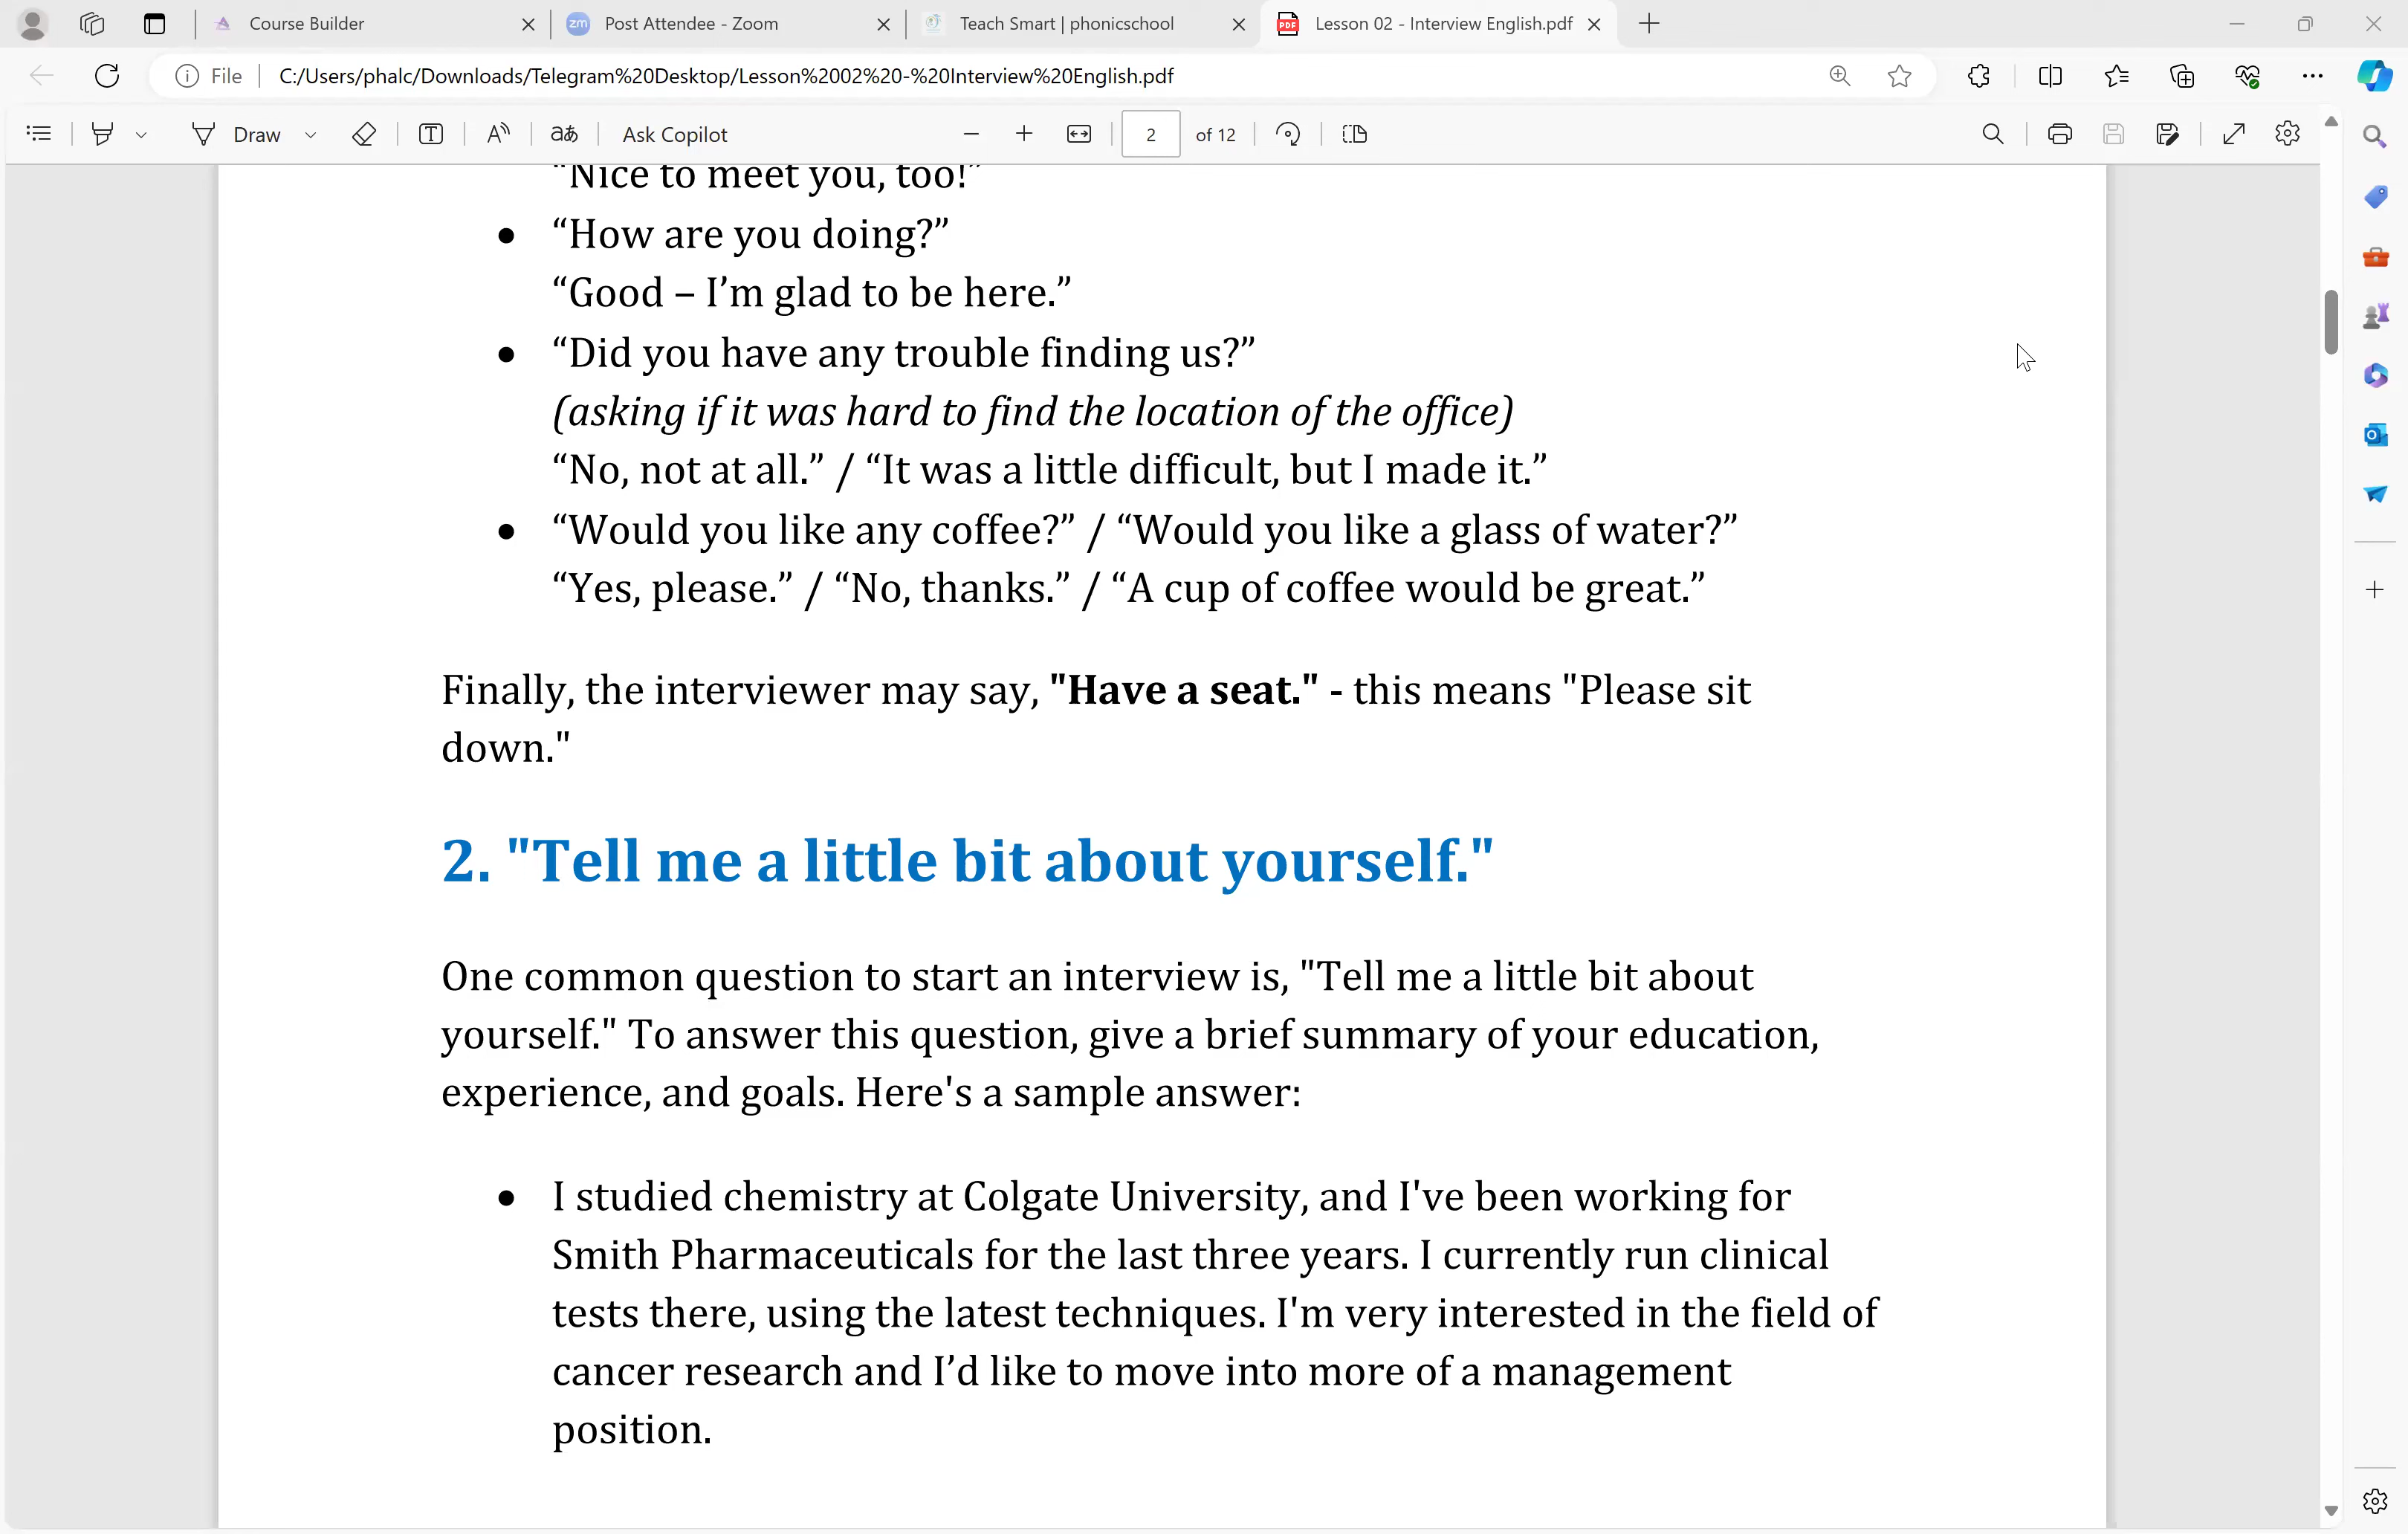 Course Builder
zm Post Attendee - Zoom
Teach Smart | phonicschool
PDF Lesson 02 - Interview English.pdf
File C:/Users/phalc/Downloads/Telegram%20Desktop/Lesson%2002%20-%20Interview%20English.pdf
Draw
Ask Copilot
2 of 12
“Nice to meet you, too!”
● “How are you doing?”
“Good – I’m glad to be here.”
● “Did you have any trouble finding us?”
(asking if it was hard to find the location of the office)
“No, not at all.” / “It was a little difficult, but I made it.”
● “Would you like any coffee?” / “Would you like a glass of water?”
“Yes, please.” / “No, thanks.” / “A cup of coffee would be great.”
Finally, the interviewer may say, "Have a seat." - this means "Please sit
down."
2. "Tell me a little bit about yourself."
One common question to start an interview is, "Tell me a little bit about
yourself." To answer this question, give a brief summary of your education,
experience, and goals. Here's a sample answer:
● I studied chemistry at Colgate University, and I've been working for
Smith Pharmaceuticals for the last three years. I currently run clinical
tests there, using the latest techniques. I'm very interested in the field of
cancer research and I’d like to move into more of a management
position.